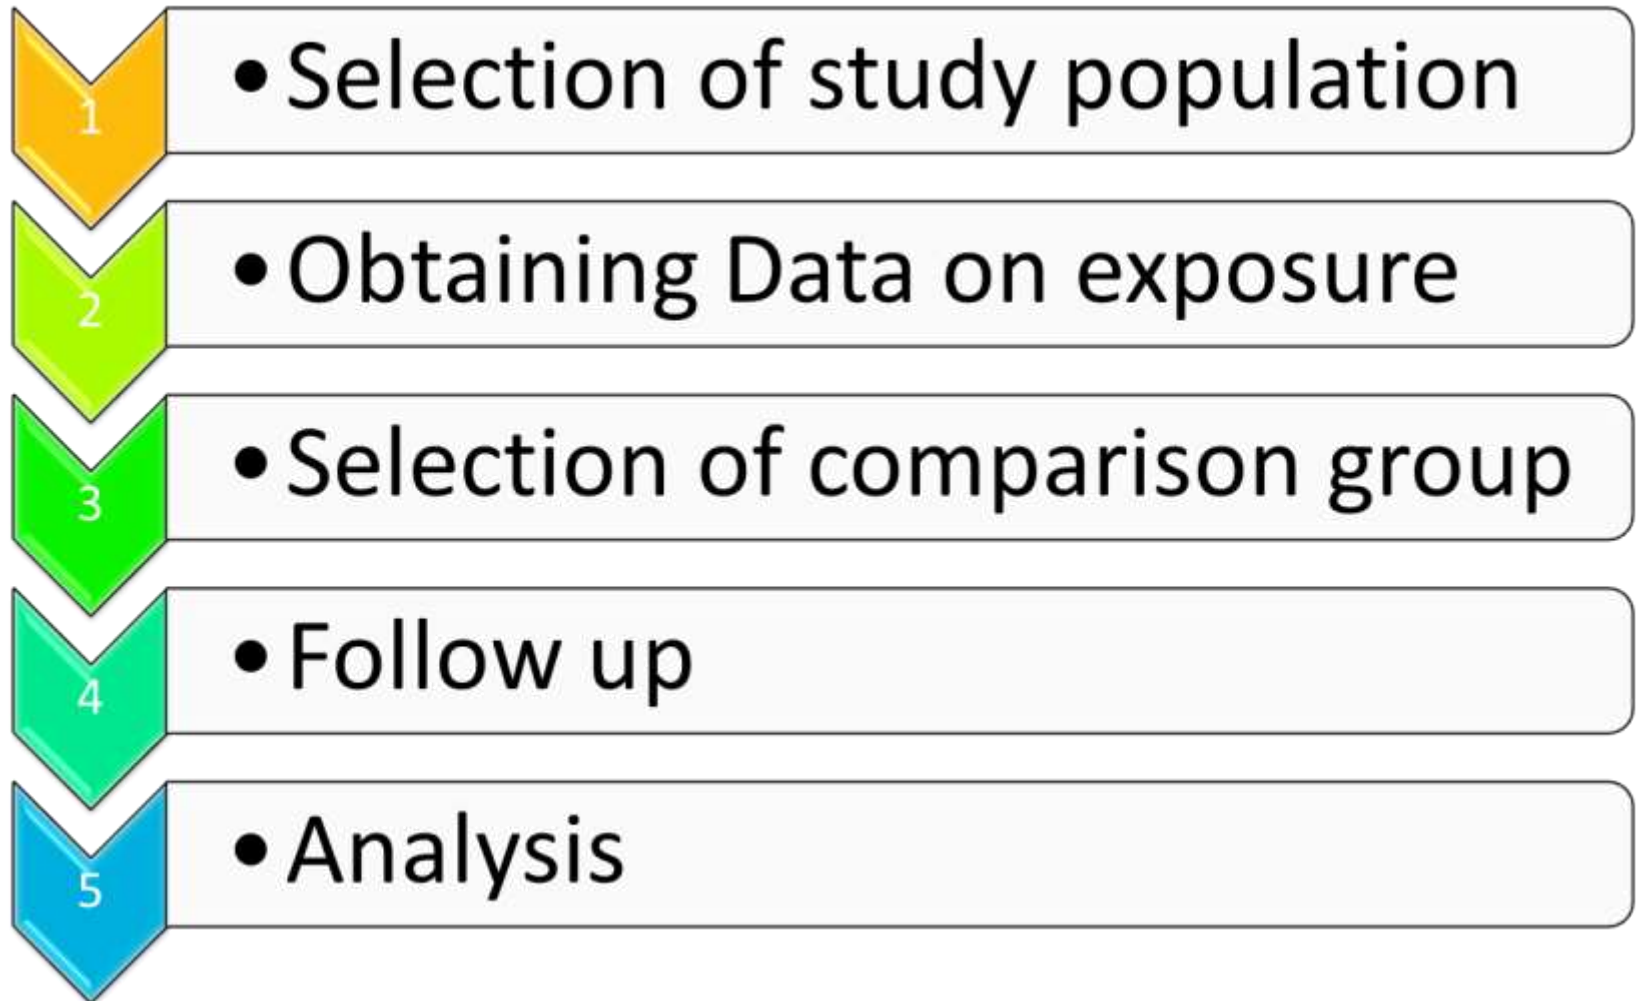 1
• Selection of study population
2
• Obtaining Data on exposure
3
• Selection of comparison group
4
• Follow up
5
• Analysis